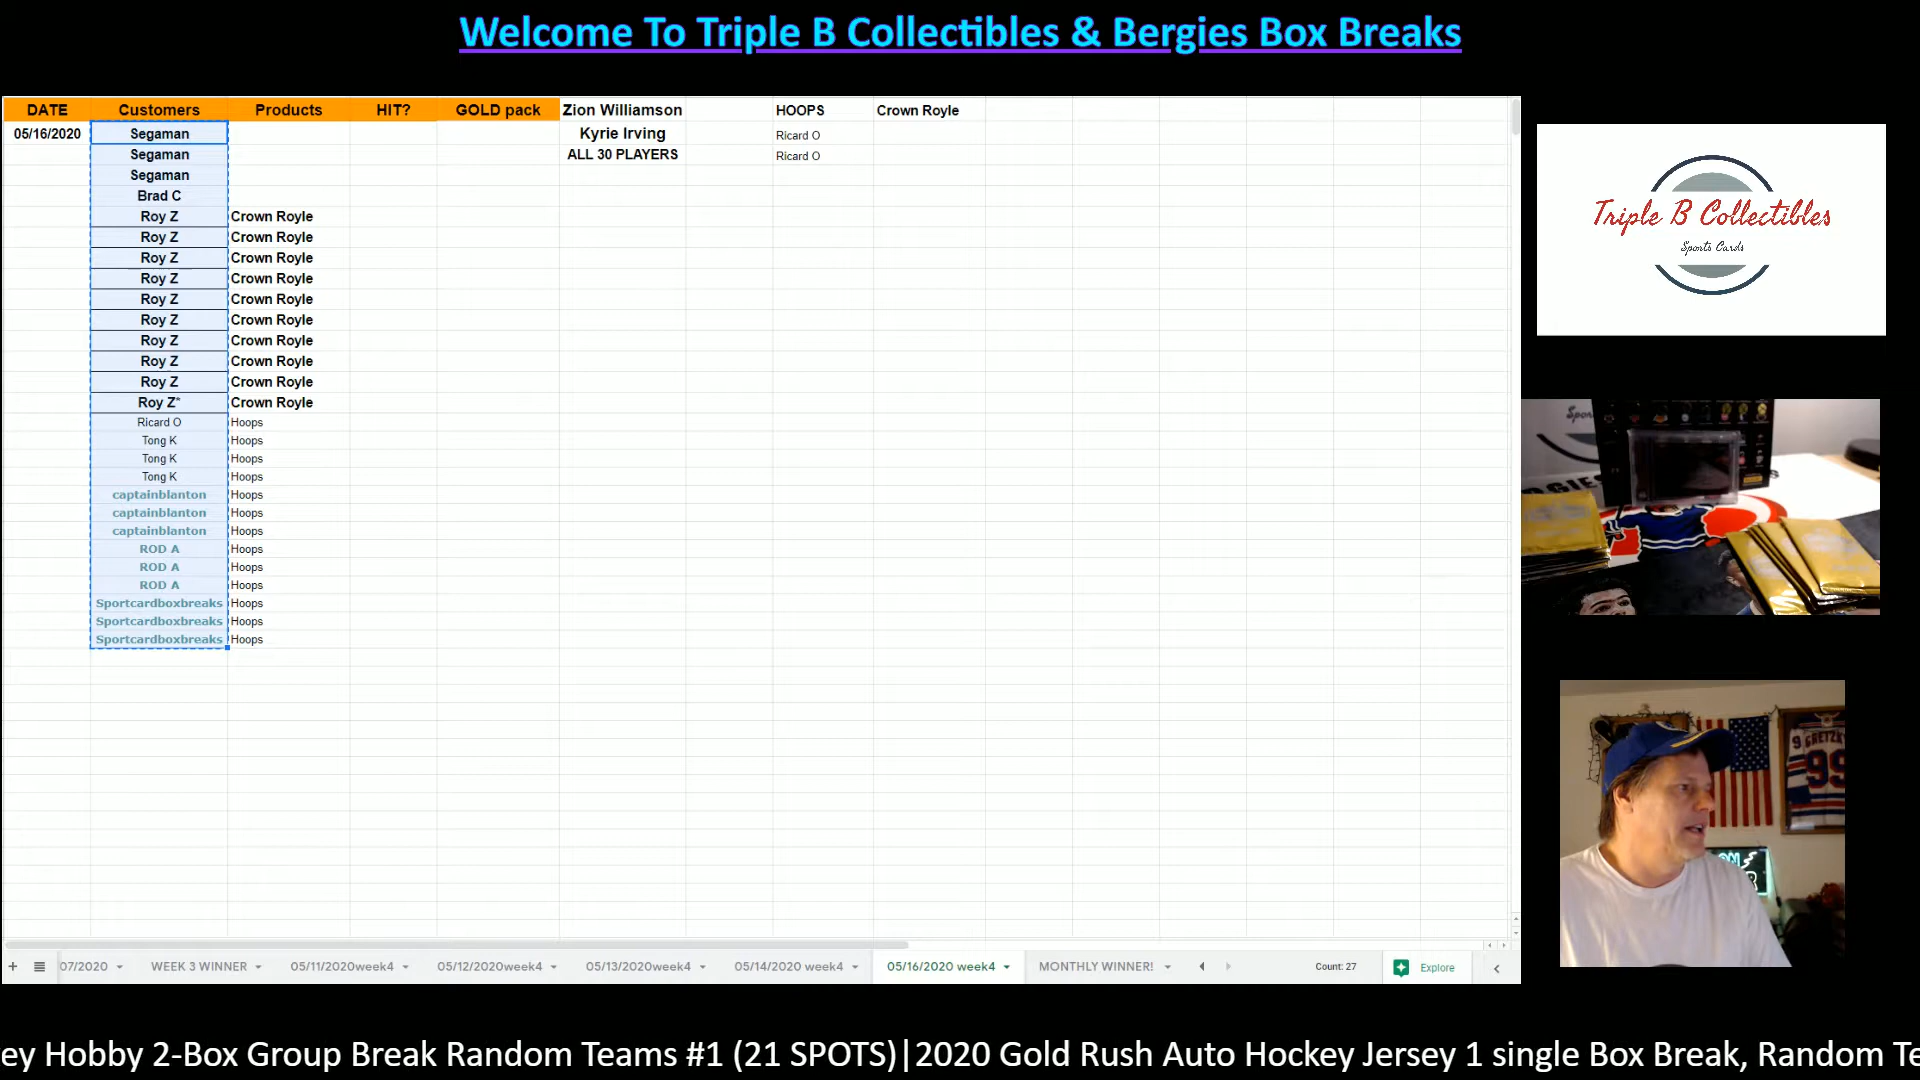 Welcome To Triple B Collectibles & Bergies Box Breaks
DATE Customers Products HIT? GOLD pack Zion Williamson HOOPS Crown Royle
05/16/2020 Segaman Kyrie Irving Ricard O
Segaman ALL 30 PLAYERS Ricard O
Segaman
Brad C
Roy Z Crown Royle
Roy Z Crown Royle
Roy Z Crown Royle
Roy Z Crown Royle
Roy Z Crown Royle
Roy Z Crown Royle
Roy Z Crown Royle
Roy Z Crown Royle
Roy Z Crown Royle
Roy Z* Crown Royle
Ricard O Hoops
Tong K Hoops
Tong K Hoops
Tong K Hoops
captainblanton Hoops
captainblanton Hoops
captainblanton Hoops
ROD A Hoops
ROD A Hoops
ROD A Hoops
Sportcardboxbreaks Hoops
Sportcardboxbreaks Hoops
Sportcardboxbreaks Hoops
07/2020 WEEK 3 WINNER 05/11/2020week4 05/12/2020week4 05/13/2020week4 05/14/2020 week4 05/16/2020 week4 MONTHLY WINNER! Count: 27 Explore
Triple B Collectibles
Sports Cards
9 GRETZKY
99
ey Hobby 2-Box Group Break Random Teams #1 (21 SPOTS)|2020 Gold Rush Auto Hockey Jersey 1 single Box Break, Random Te